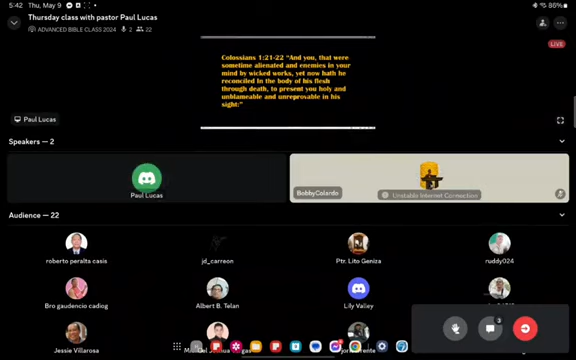 5:42 Thu, May 9
86%
Thursday class with pastor Paul Lucas
ADVANCED BIBLE CLASS 2024 2 22
LIVE
Colossians 1:21-22 "And you, that were
sometime alienated and enemies in your
mind by wicked works, yet now hath he
reconciled In the body of his flesh
through death, to present you holy and
unblameable and unreprovable in his
sight:"
Paul Lucas
Speakers — 2
Paul Lucas
BobbyColardo
Unstable Internet Connection
Audience — 22
roberto peralta casis
jd_carreon
Ptr. Lito Geniza
ruddy024
Bro gaudencio cadiog
Albert B. Telan
Lily Valley
3
Jessie Villarosa